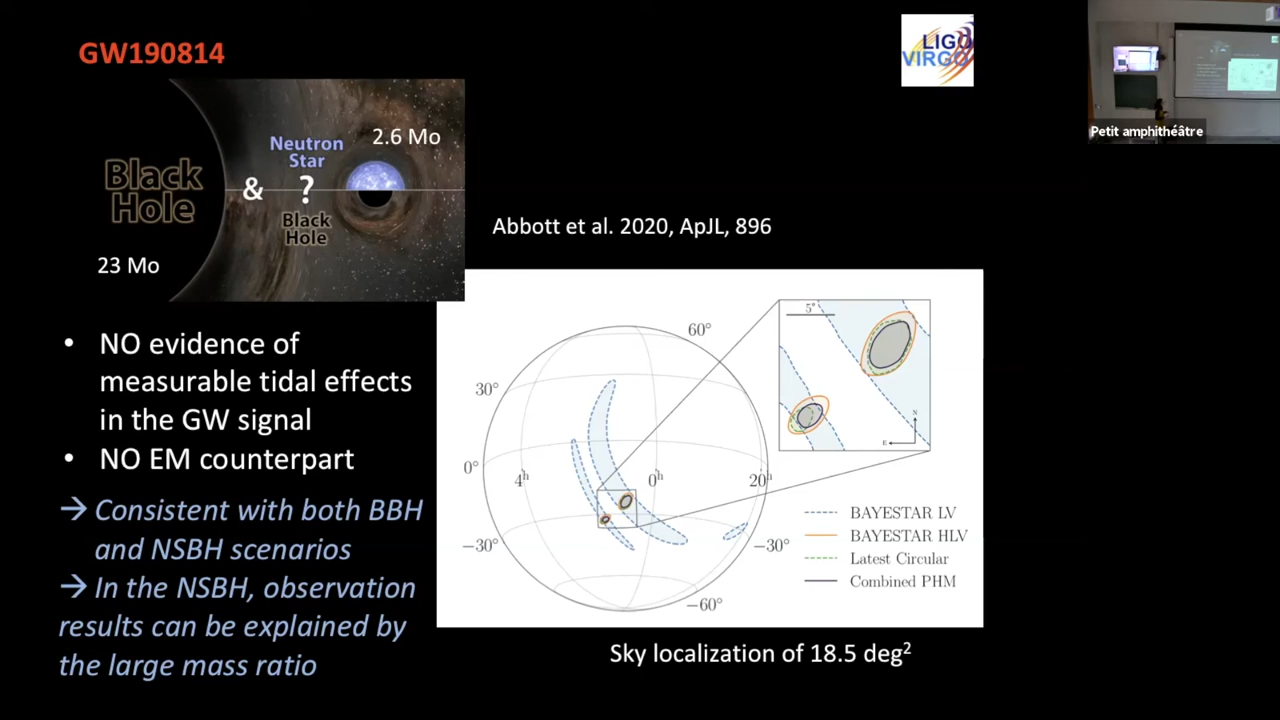 GW190814
LIGO
VIRGO
Petit amphithéâtre
Black
Hole
&
Neutron
Star
?
Black
Hole
2.6 Mo
23 Mo
Abbott et al. 2020, ApJL, 896
• NO evidence of
measurable tidal effects
in the GW signal
• NO EM counterpart
→ Consistent with both BBH
and NSBH scenarios
→ In the NSBH, observation
results can be explained by
the large mass ratio
60°
30°
0°
4h
0h
20h
−30°
−30°
−60°
5°
N
E
BAYESTAR LV
BAYESTAR HLV
Latest Circular
Combined PHM
Sky localization of 18.5 deg²